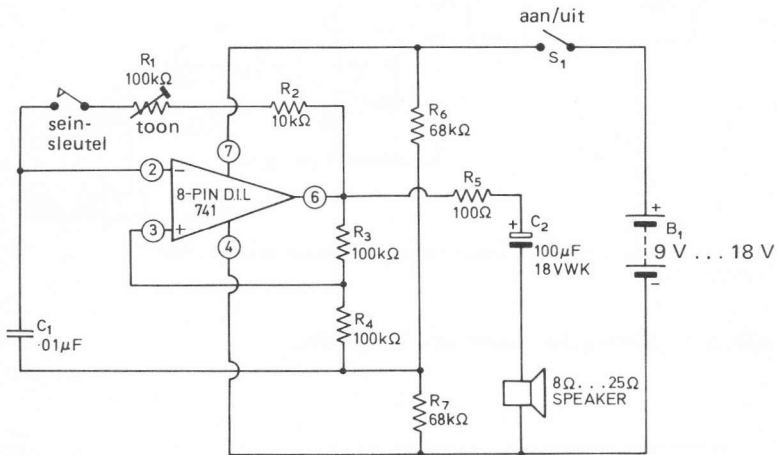 aan/uit
S₁
R₁
100kΩ
sein-
sleutel
toon
R₂
10kΩ
R₆
68kΩ
7
2
−
8-PIN D.I.L
741
6
3
+
4
R₅
100Ω
+
C₂
100μF
18VWK
+
B₁
9 V ... 18 V
−
R₃
100kΩ
C₁
·01μF
R₄
100kΩ
R₇
68kΩ
8Ω...25Ω
SPEAKER